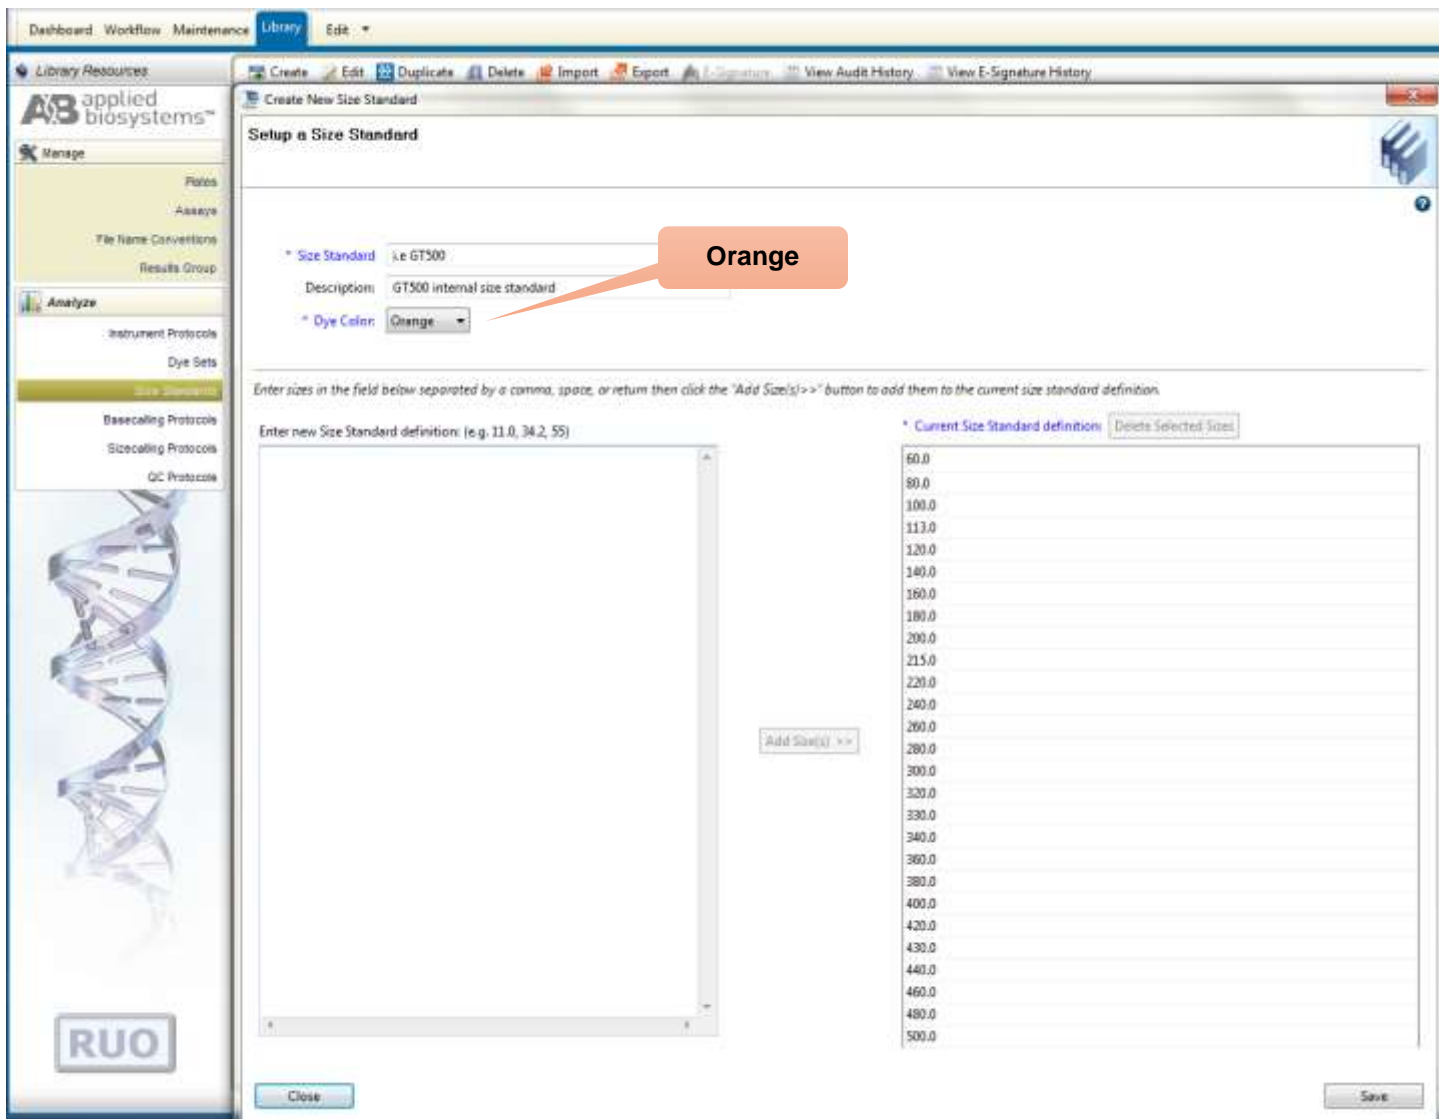 Dashboard Workflow Maintenance Library Edit
Library Resources
Create Edit Duplicate Delete Import Export E-Signature View Audit History View E-Signature History
AB applied biosystems™
Create New Size Standard
Setup a Size Standard
Manage
Plates
Assays
File Name Conventions
Results Group
Analyze
Instrument Protocols
Dye Sets
Size Standards
Basecalling Protocols
Sizecalling Protocols
QC Protocols
RUO
* Size Standard i.e GT500
Orange
Description: GT500 internal size standard
* Dye Color: Orange
Enter sizes in the field below separated by a comma, space, or return then click the "Add Size(s)>>" button to add them to the current size standard definition.
Enter new Size Standard definition: (e.g. 11.0, 34.2, 55)
* Current Size Standard definition: Delete Selected Sizes
Add Size(s) >>
60.0
80.0
100.0
113.0
120.0
140.0
160.0
180.0
200.0
215.0
220.0
240.0
260.0
280.0
300.0
320.0
330.0
340.0
360.0
380.0
400.0
420.0
430.0
440.0
460.0
480.0
500.0
Close
Save